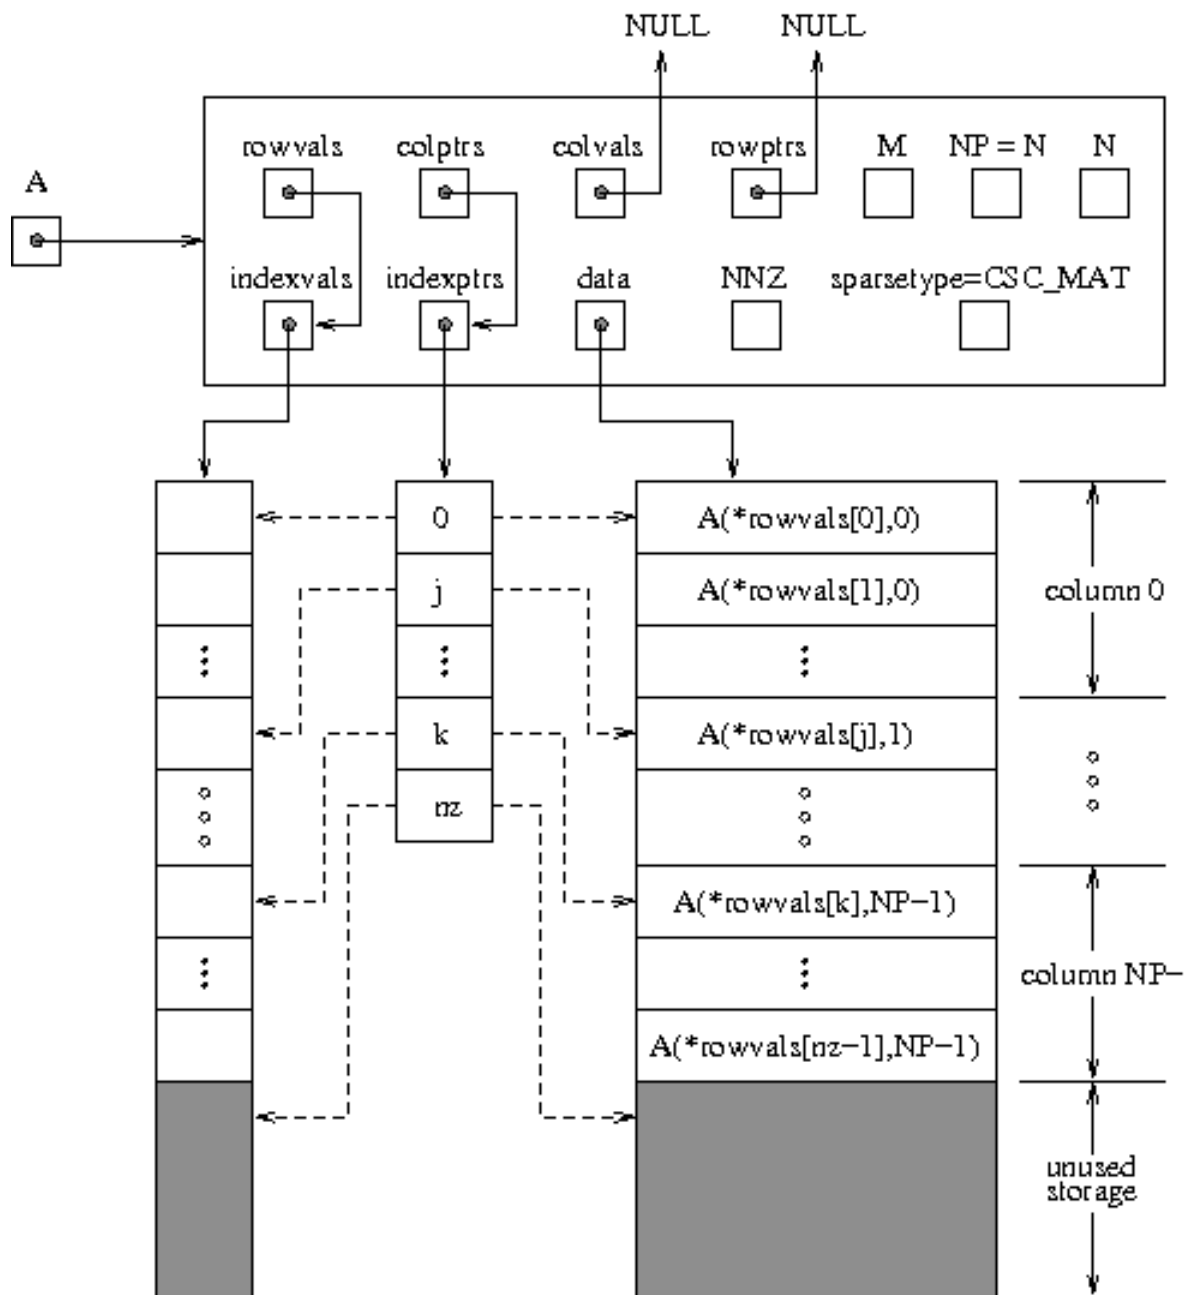 NULL NULL
rowvals colptrs colvals rowptrs M NP = N N
A
indexvals indexptrs data NNZ sparsetype=CSC_MAT
0 A(*rowvals[0],0)
j A(*rowvals[1],0) column 0
k A(*rowvals[j],1)
nz
A(*rowvals[k],NP−1)
column NP−
A(*rowvals[nz−1],NP−1)
unused
storage